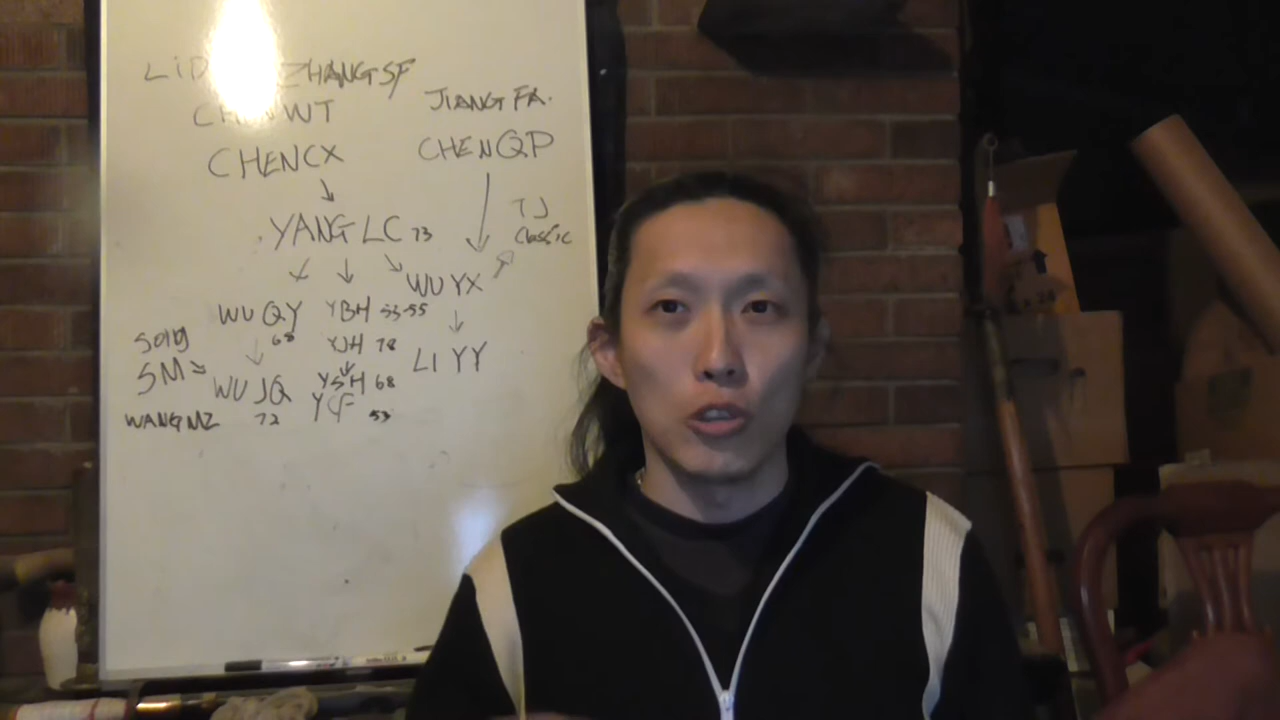 ZHANGSF
WT JIANG FA.
CHENCX CHENQP
YANG LC 73 TJ
Classic
WU YX
WU QY YBH 53-55
68
Song YJH 78
SM LI YY
WU JQ YSH 68
WANG MZ 72 YCF 53